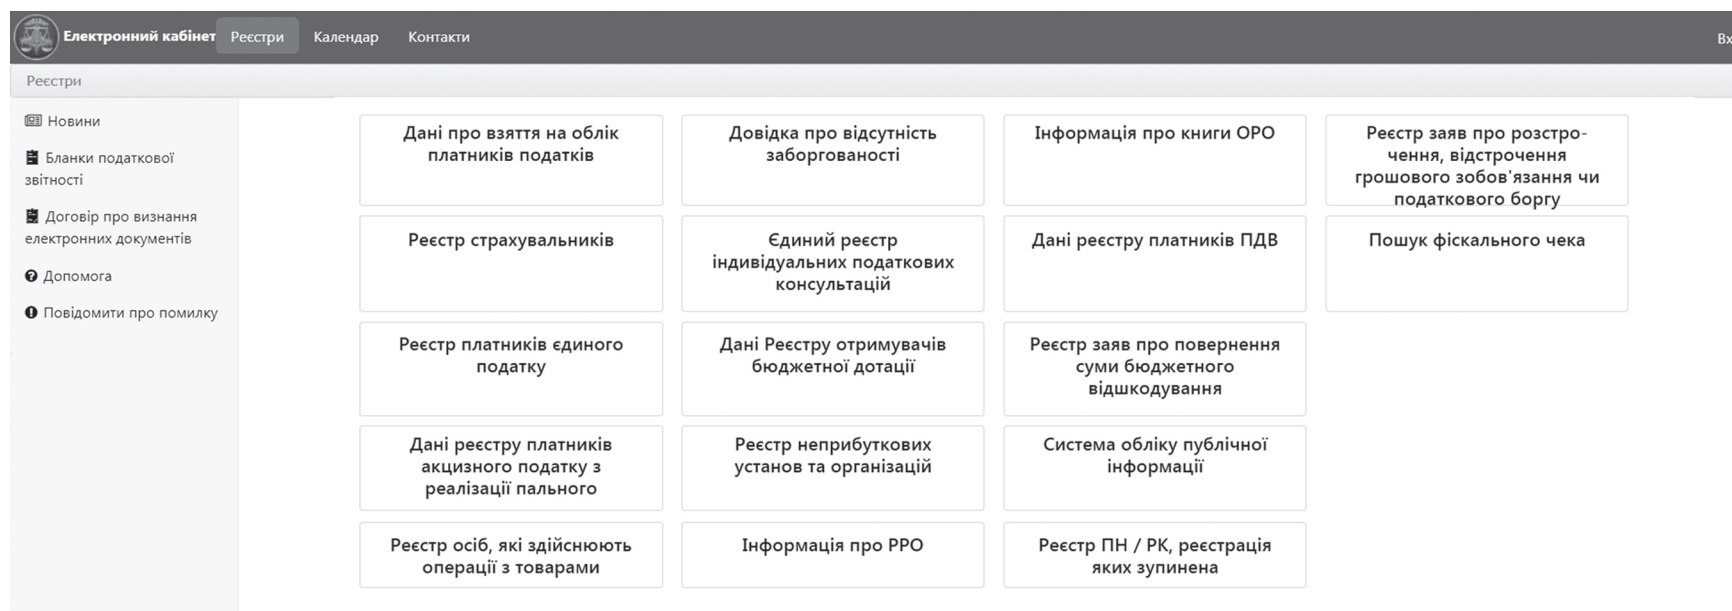 Електронний кабінет Реєстри Календар Контакти Вх
Реєстри
Новини
Бланки податкової
звітності
Договір про визнання
електронних документів
Допомога
Повідомити про помилку
Дані про взяття на облік
платників податків
Довідка про відсутність
заборгованості
Інформація про книги ОРО
Реєстр заяв про розстро-
чення, відстрочення
грошового зобов'язання чи
податкового боргу
Реєстр страхувальників
Єдиний реєстр
індивідуальних податкових
консультацій
Дані реєстру платників ПДВ
Пошук фіскального чека
Реєстр платників єдиного
податку
Дані Реєстру отримувачів
бюджетної дотації
Реєстр заяв про повернення
суми бюджетного
відшкодування
Дані реєстру платників
акцизного податку з
реалізації пального
Реєстр неприбуткових
установ та організацій
Система обліку публічної
інформації
Реєстр осіб, які здійснюють
операції з товарами
Інформація про РРО
Реєстр ПН / РК, реєстрація
яких зупинена